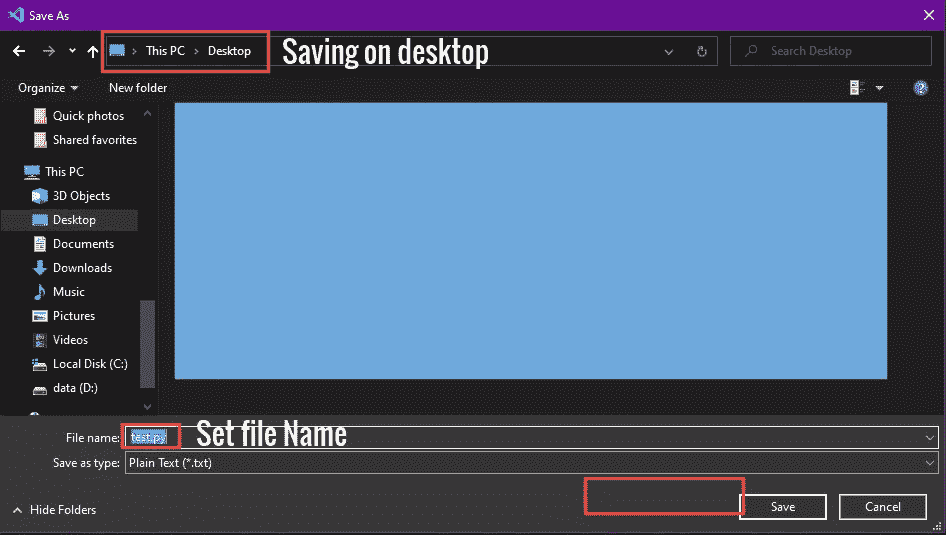 Save As
This PC > Desktop
Saving on desktop
Search Desktop
Organize
New folder
Quick photos
Shared favorites
This PC
3D Objects
Desktop
Documents
Downloads
Music
Pictures
Videos
Local Disk (C:)
data (D:)
File name: test.py
Set file Name
Save as type: Plain Text (*.txt)
Hide Folders
Save
Cancel